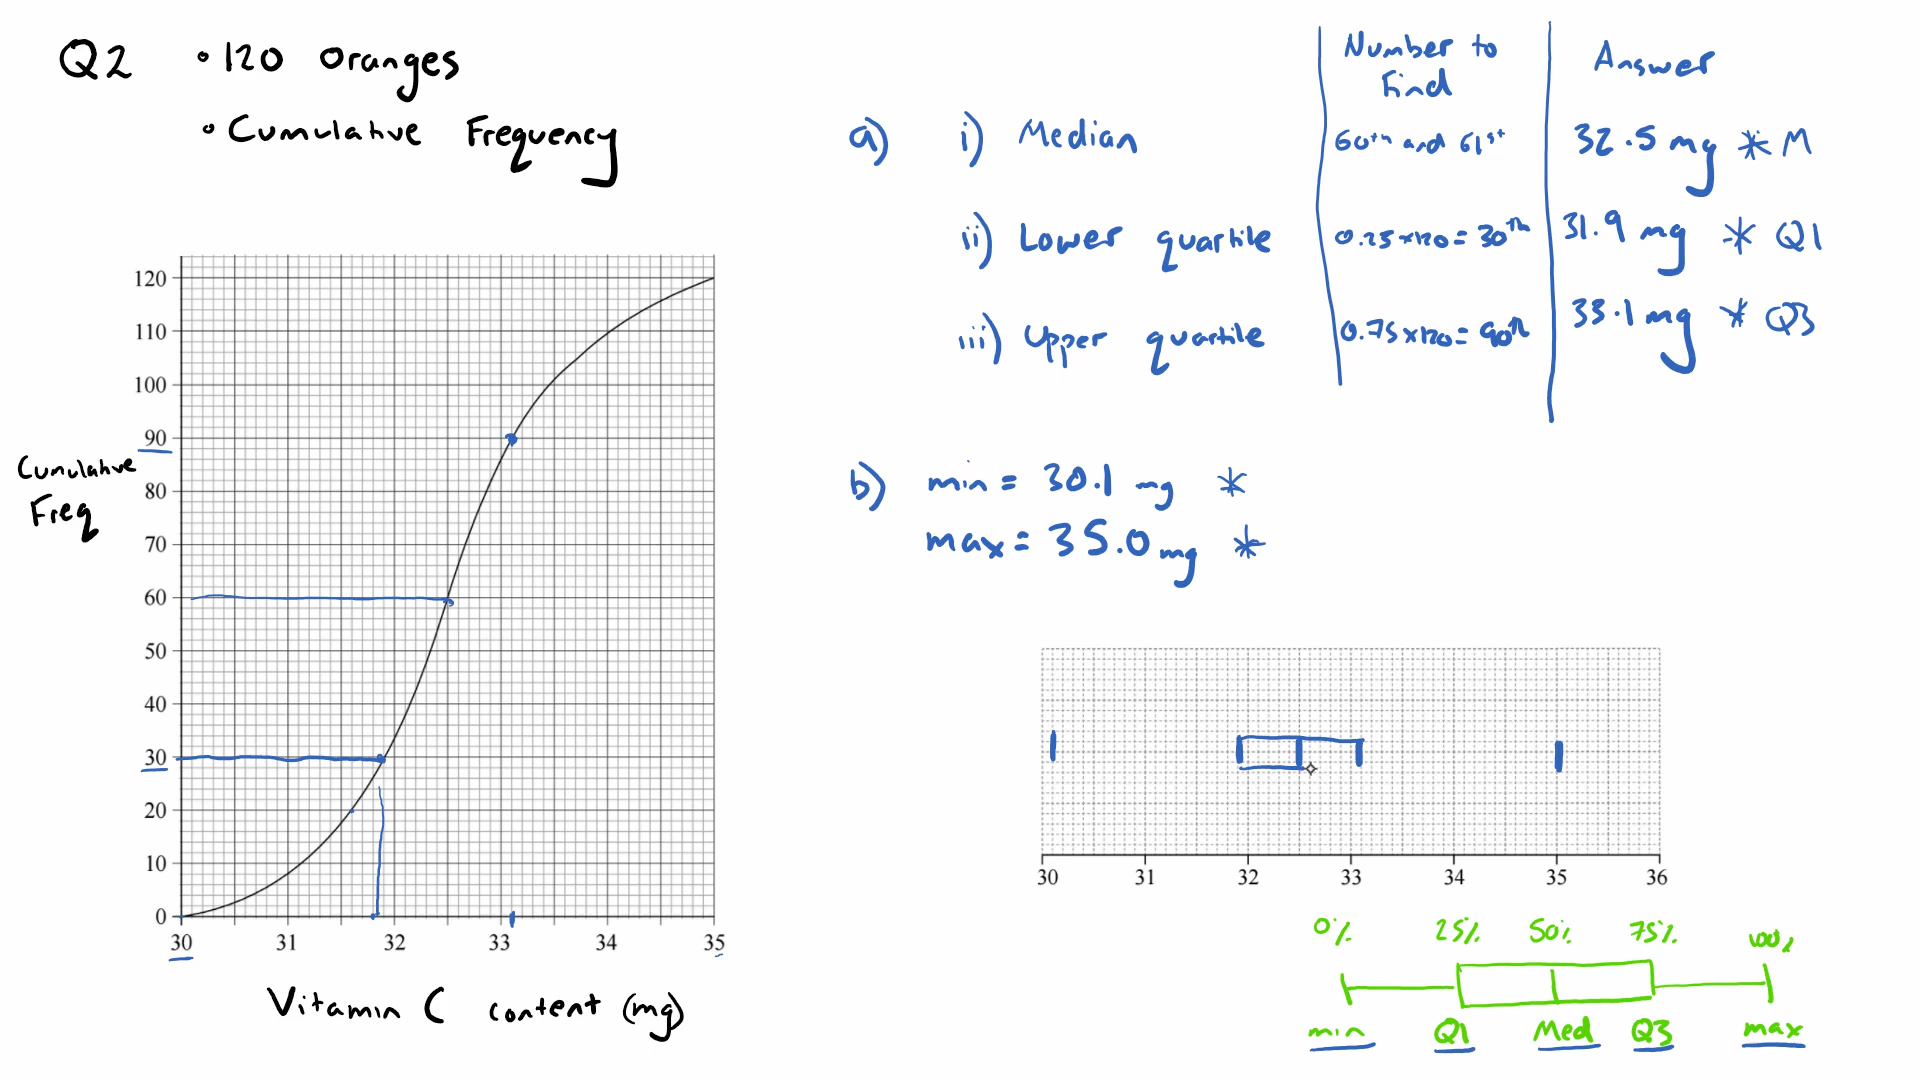 Q2 • 120 Oranges
• Cumulative Frequency
Number to Find
Answer
a) i) Median 60th and 61st 32.5 mg * M
ii) Lower quartile 0.25×120= 30th 31.9 mg * Q1
iii) Upper quartile 0.75×120= 90th 33.1 mg * Q3
b) min = 30.1 mg *
max = 35.0 mg *
120
110
100
90
80
70
60
50
40
30
20
10
0
Cumulative
Freq
30 31 32 33 34 35
Vitamin C content (mg)
30 31 32 33 34 35 36
0% 25% 50% 75% 100%
min Q1 Med Q3 max